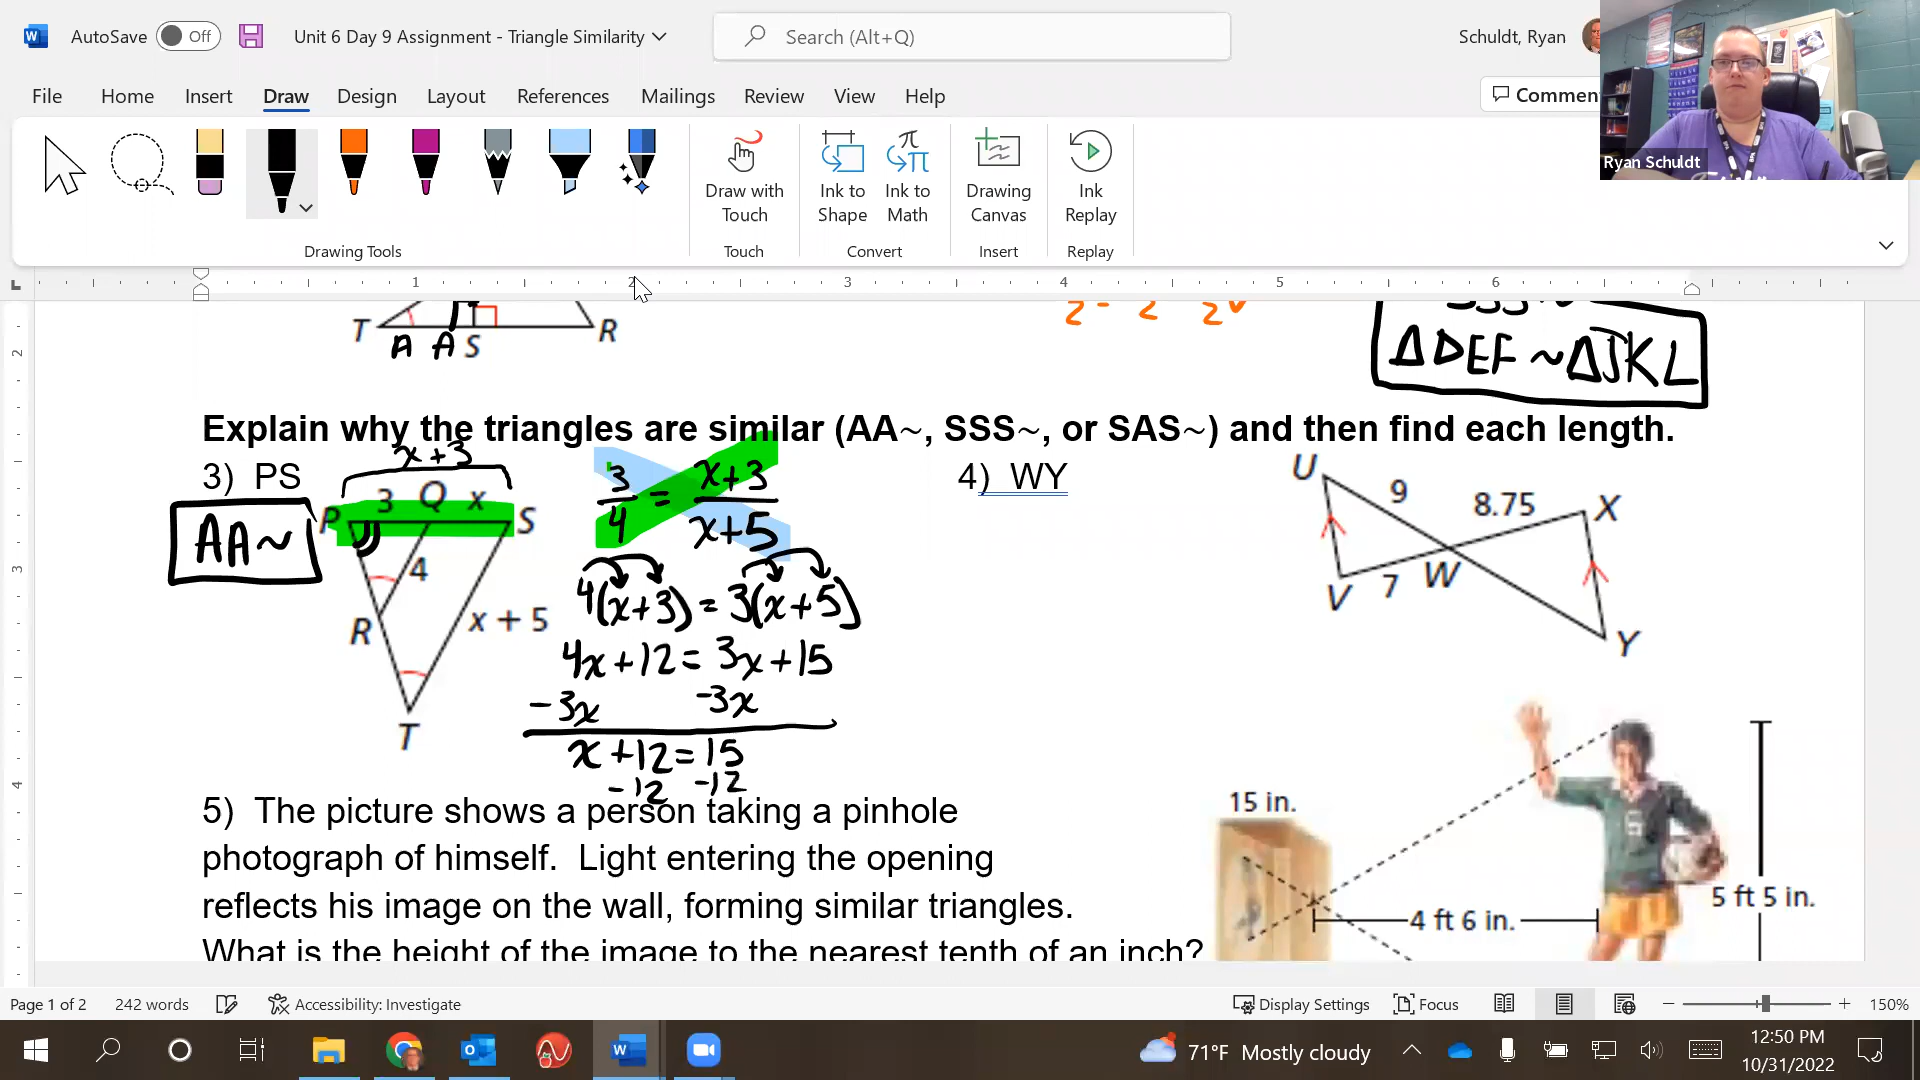 AutoSave Off Unit 6 Day 9 Assignment - Triangle Similarity Search (Alt+Q) Schuldt, Ryan
File Home Insert Draw Design Layout References Mailings Review View Help
Ryan Schuldt
Draw with Touch Ink to Shape Ink to Math Drawing Canvas Ink Replay
Drawing Tools Touch Convert Insert Replay
1 2 3 4 5 6
T A A S R
ΔDEF ~ ΔJKL
Explain why the triangles are similar (AA~, SSS~, or SAS~) and then find each length.
3) PS
AA~
x+3
P 3 Q x S
4
R x + 5
T
3/4 = x+3/x+5
4(x+3) = 3(x+5)
4x+12 = 3x+15
-3x -3x
x+12=15
-12 -12
4) WY
U 9 8.75 X
V 7 W
Y
5) The picture shows a person taking a pinhole
photograph of himself. Light entering the opening
reflects his image on the wall, forming similar triangles.
What is the height of the image to the nearest tenth of an inch?
15 in.
4 ft 6 in.
5 ft 5 in.
Page 1 of 2 242 words Accessibility: Investigate Display Settings Focus 150%
71°F Mostly cloudy 12:50 PM
10/31/2022